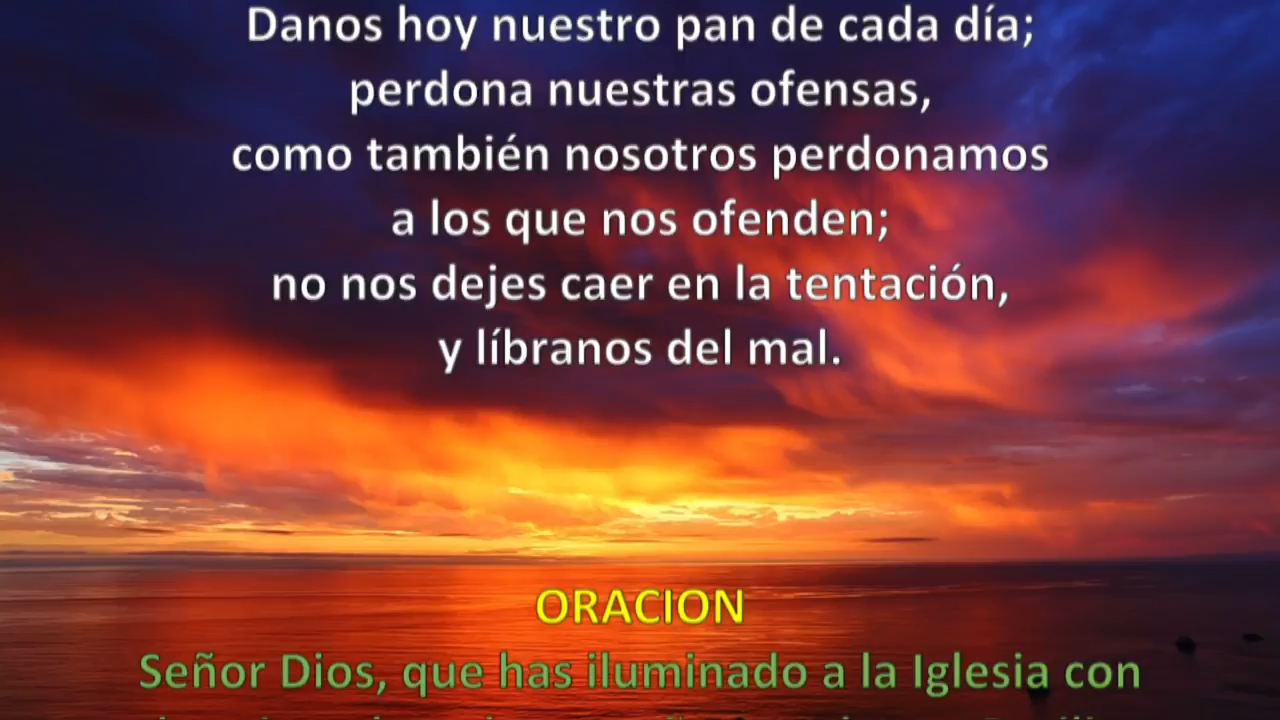 Danos hoy nuestro pan de cada día;
perdona nuestras ofensas,
como también nosotros perdonamos
a los que nos ofenden;
no nos dejes caer en la tentación,
y líbranos del mal.
ORACION
Señor Dios, que has iluminado a la Iglesia con